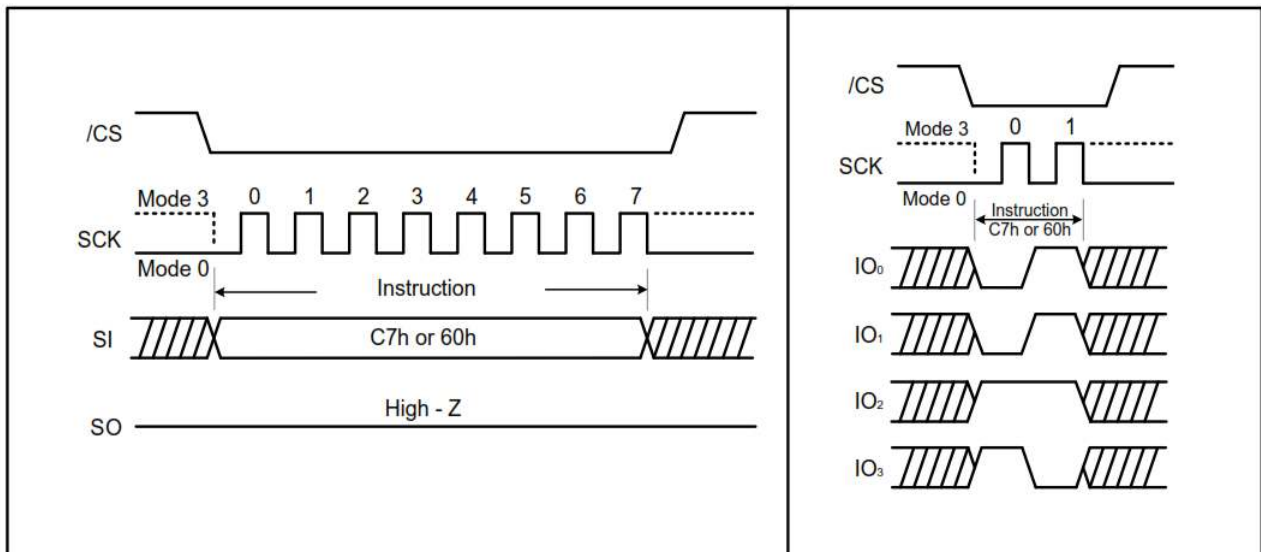 /CS
Mode 3
0 1 2 3 4 5 6 7
SCK
Mode 0
Instruction
SI
C7h or 60h
High - Z
SO
/CS
Mode 3
0 1
SCK
Mode 0
Instruction
C7h or 60h
IO₀
IO₁
IO₂
IO₃